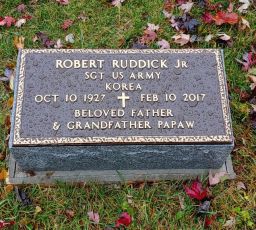 ROBERT RUDDICK JR
SGT US ARMY
KOREA
OCT 10 1927 ✝ FEB 10 2017
BELOVED FATHER
& GRANDFATHER PAPAW